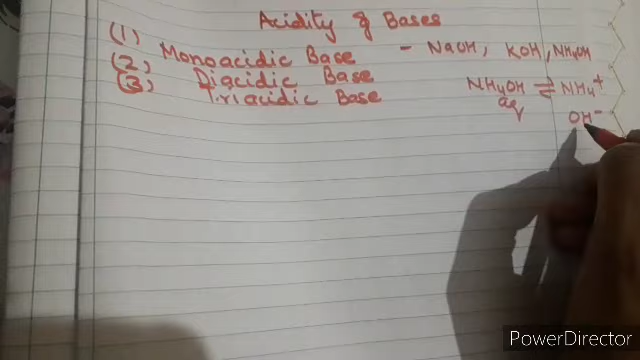 Acidity of Bases
(1) Monoacidic Base - NaOH, KOH, NH4OH
(2) Diacidic Base
(3) Triacidic Base
NH4OH ⇌ NH4+
aq
OH-
PowerDirector